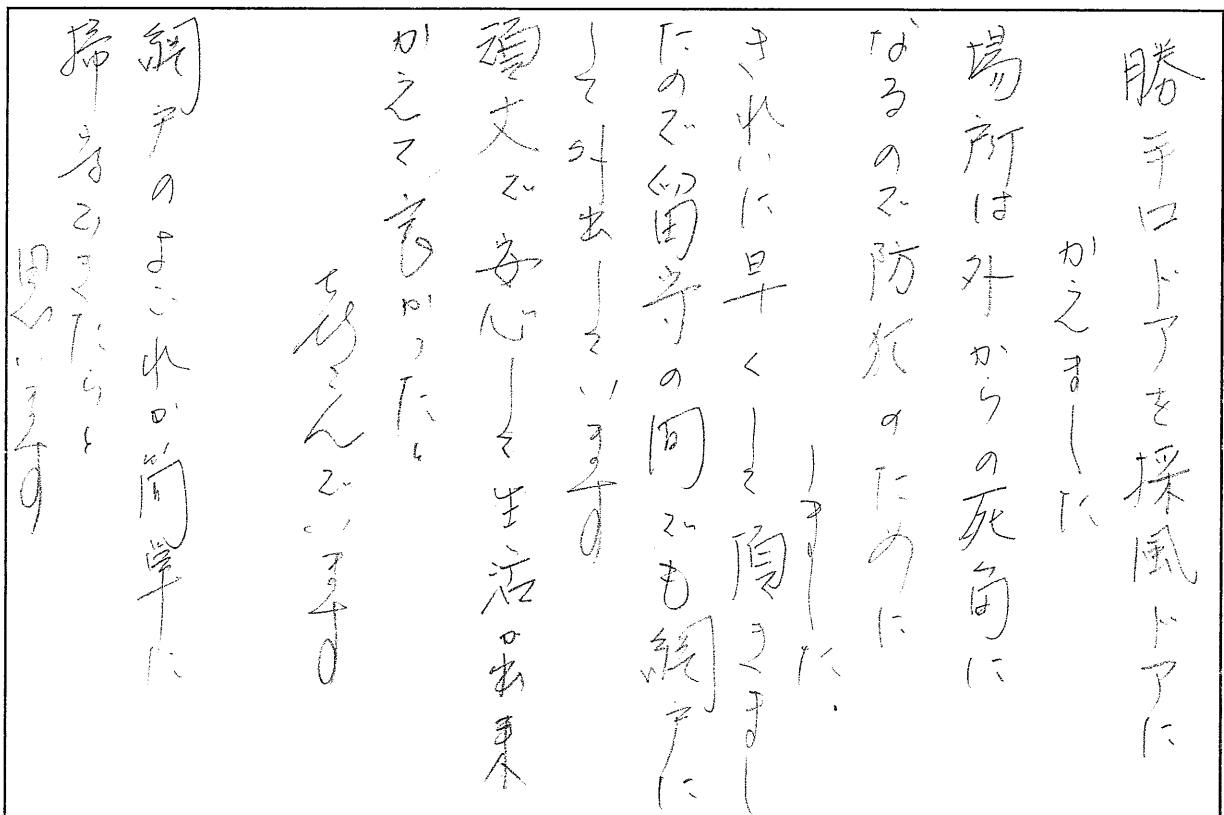 勝手口ドアを採風ドアに
かえました
場所は外からの死角に
なるので防犯のために
しました.
きれいに早くして頂きまし
たので留守の間でも網戸に
して外出しています
頑丈で安心して生活が出来
かえて良かったと
喜こんでいます
網戸のよごれが簡単に
掃除できたらと
思います